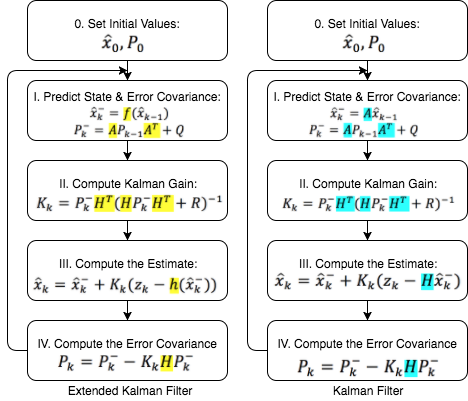 0. Set Initial Values:
x̂₀, P₀
I. Predict State & Error Covariance:
x̂ₖ⁻ = f(x̂ₖ₋₁)
Pₖ⁻ = APₖ₋₁Aᵀ + Q
II. Compute Kalman Gain:
Kₖ = Pₖ⁻Hᵀ(HPₖ⁻Hᵀ + R)⁻¹
III. Compute the Estimate:
x̂ₖ = x̂ₖ⁻ + Kₖ(zₖ − h(x̂ₖ⁻))
IV. Compute the Error Covariance
Pₖ = Pₖ⁻ − KₖHPₖ⁻
Extended Kalman Filter
0. Set Initial Values:
x̂₀, P₀
I. Predict State & Error Covariance:
x̂ₖ⁻ = Ax̂ₖ₋₁
Pₖ⁻ = APₖ₋₁Aᵀ + Q
II. Compute Kalman Gain:
Kₖ = Pₖ⁻Hᵀ(HPₖ⁻Hᵀ + R)⁻¹
III. Compute the Estimate:
x̂ₖ = x̂ₖ⁻ + Kₖ(zₖ − Hx̂ₖ⁻)
IV. Compute the Error Covariance
Pₖ = Pₖ⁻ − KₖHPₖ⁻
Kalman Filter